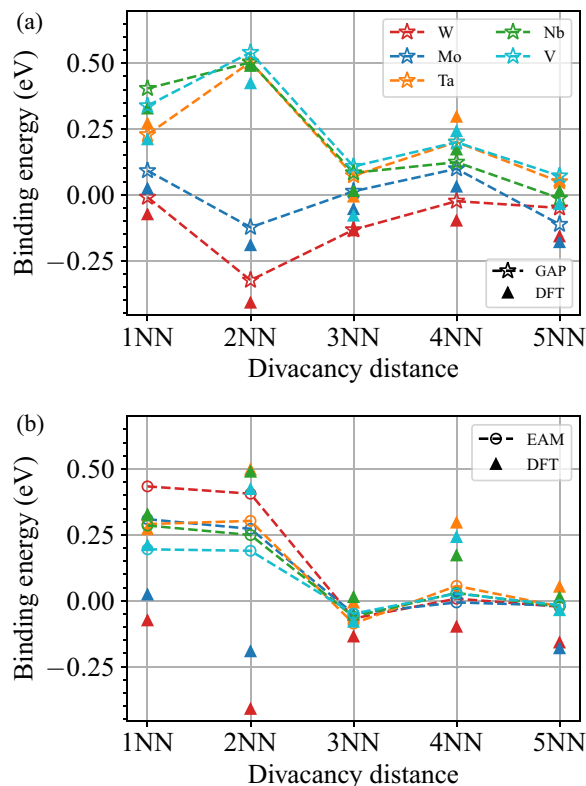 (a)
Binding energy (eV)
0.50
0.25
0.00
−0.25
W
Mo
Ta
Nb
V
GAP
DFT
1NN 2NN 3NN 4NN 5NN
Divacancy distance
(b)
Binding energy (eV)
0.50
0.25
0.00
−0.25
EAM
DFT
1NN 2NN 3NN 4NN 5NN
Divacancy distance